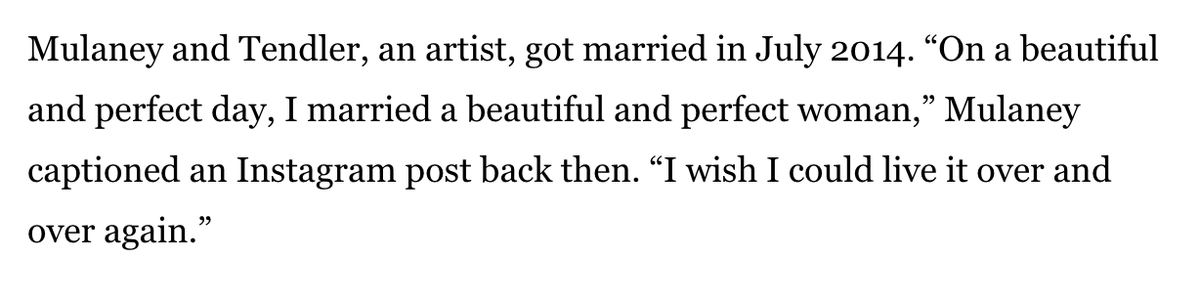 Mulaney and Tendler, an artist, got married in July 2014. “On a beautiful
and perfect day, I married a beautiful and perfect woman,” Mulaney
captioned an Instagram post back then. “I wish I could live it over and
over again.”